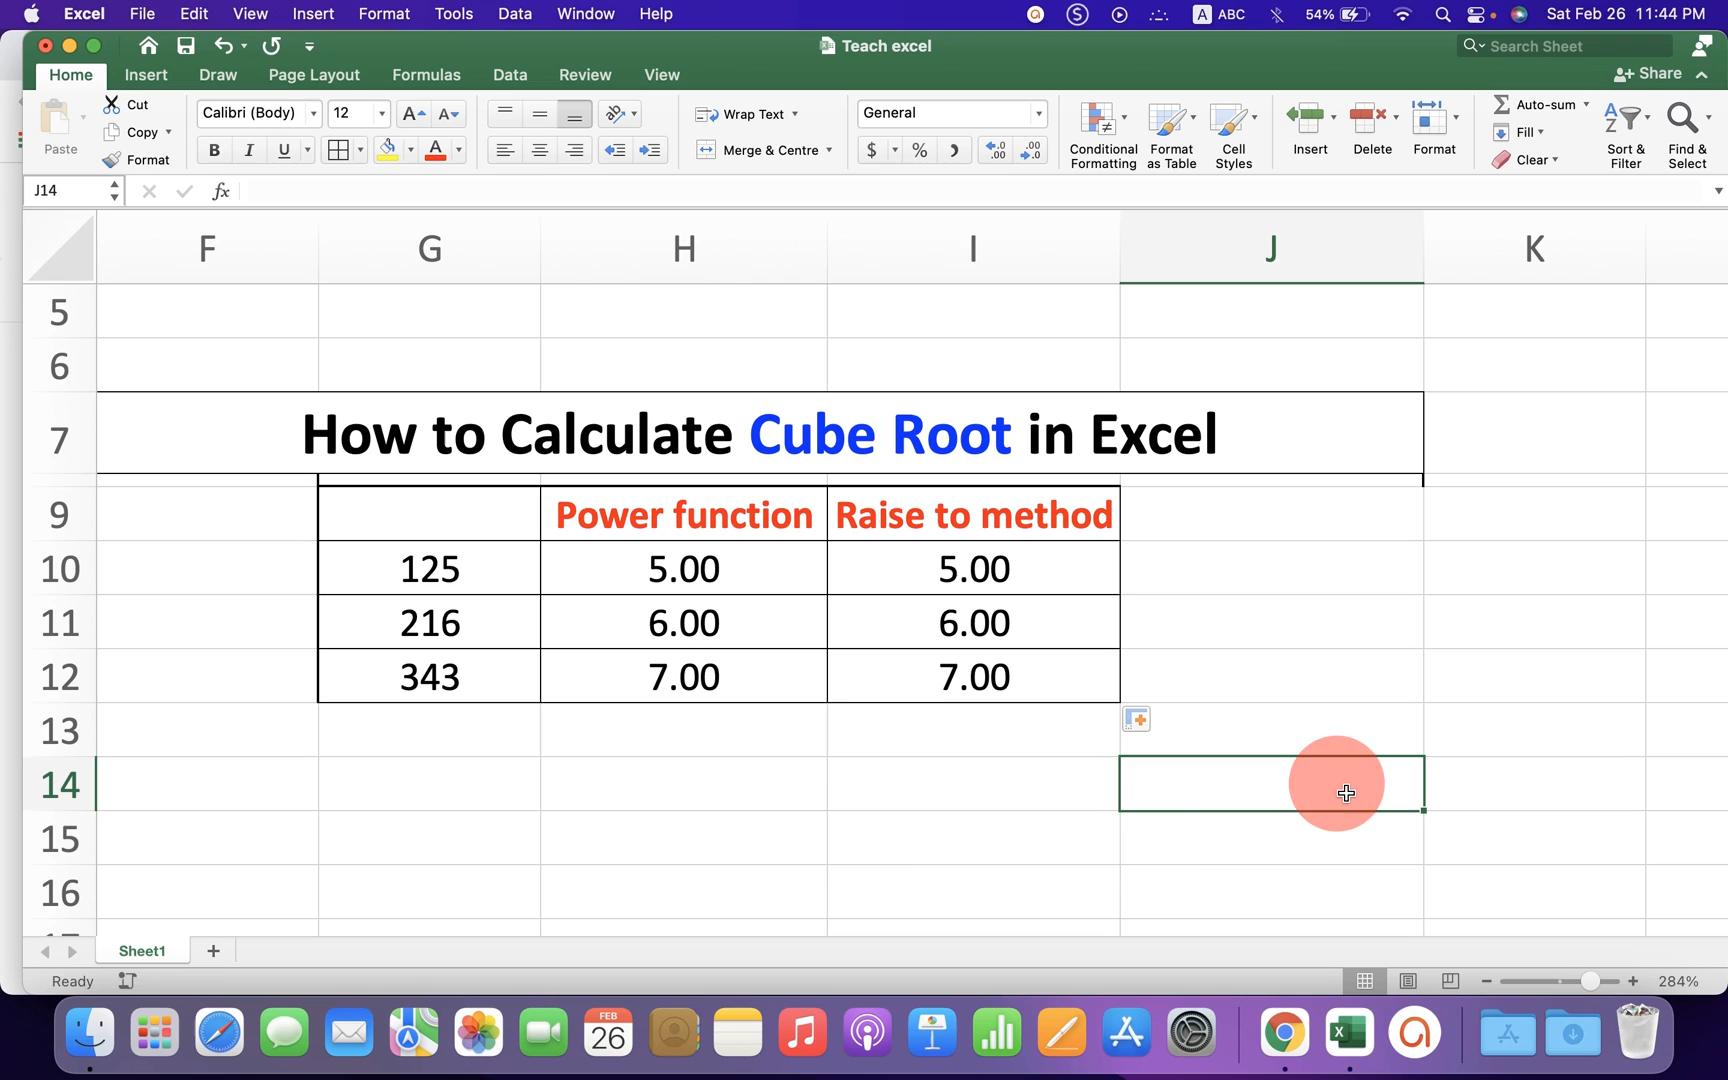 Excel File Edit View Insert Format Tools Data Window Help A ABC 54% Sat Feb 26 11:44 PM
Teach excel Search Sheet
Home Insert Draw Page Layout Formulas Data Review View Share
Paste Cut Copy Format
Calibri (Body) 12 A A
B I U A
Wrap Text
Merge & Centre
General
$ % .0 .00 .00 .0
Conditional Formatting
Format as Table
Cell Styles
Insert Delete Format
Auto-sum
Fill
Clear
Sort & Filter
Find & Select
J14 fx
F G H I J K
5
6
7 How to Calculate Cube Root in Excel
9 Power function Raise to method
10 125 5.00 5.00
11 216 6.00 6.00
12 343 7.00 7.00
13
14
15
16
Sheet1 +
Ready 284%
FEB
26